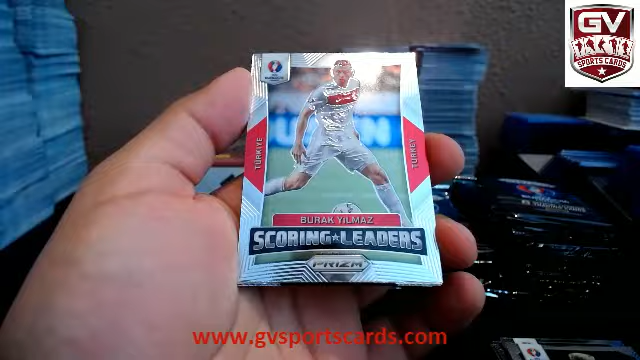 GV
SPORTS CARDS
TÜRKIYE
TURKEY
BURAK YILMAZ
SCORING★LEADERS
PRIZM
www.gvsportscards.com